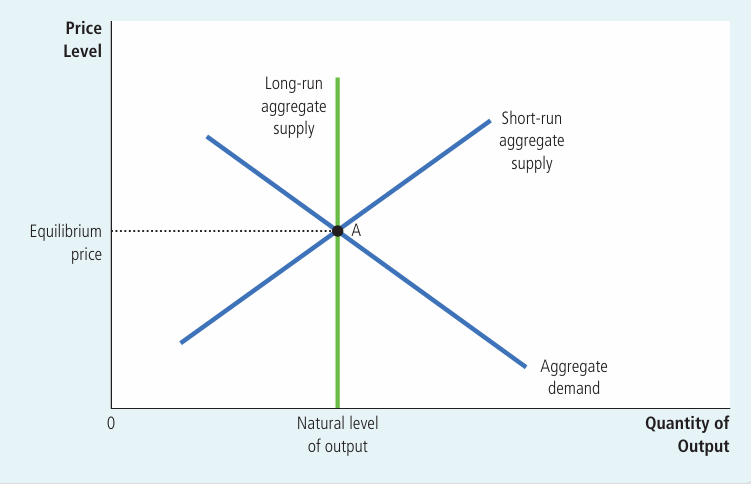 Price
Level
Long-run
aggregate
supply
Short-run
aggregate
supply
Equilibrium
price
A
Aggregate
demand
0
Natural level
of output
Quantity of
Output